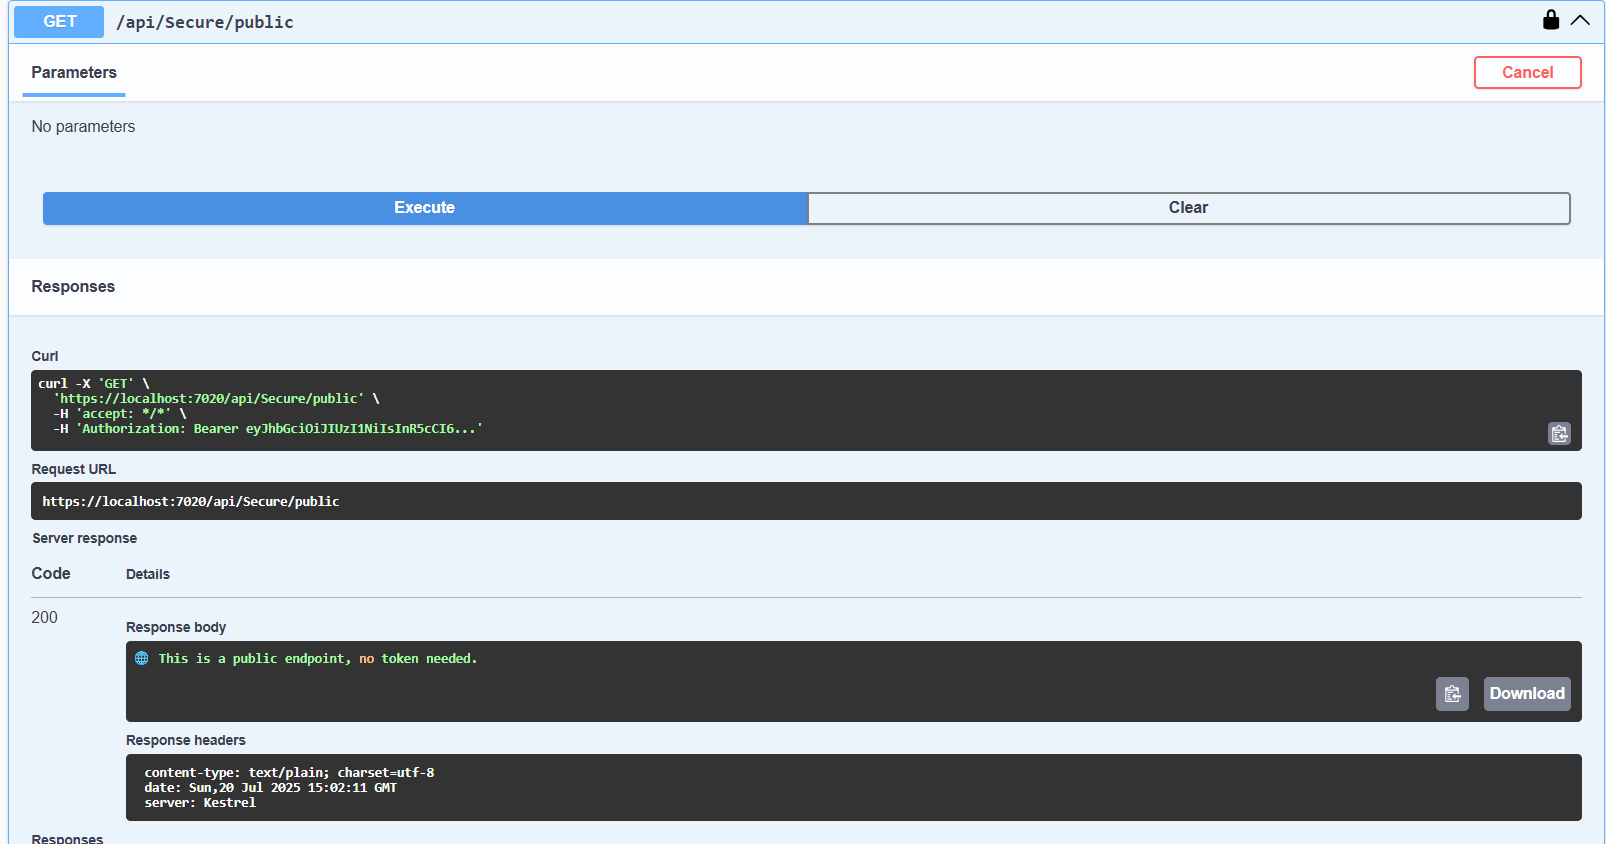 GET /api/Secure/public
Parameters
Cancel
No parameters
Execute
Clear
Responses
Curl
curl -X 'GET' \
'https://localhost:7020/api/Secure/public' \
-H 'accept: */*' \
-H 'Authorization: Bearer eyJhbGciOiJIUzI1NiIsInR5cCI6...'
Request URL
https://localhost:7020/api/Secure/public
Server response
Code Details
200
Response body
This is a public endpoint, no token needed.
Download
Response headers
content-type: text/plain; charset=utf-8
date: Sun,20 Jul 2025 15:02:11 GMT
server: Kestrel
Responses